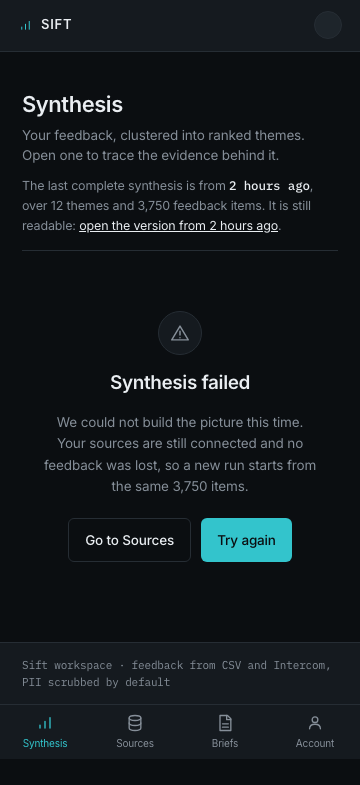 SIFT
Synthesis
Your feedback, clustered into ranked themes.
Open one to trace the evidence behind it.
The last complete synthesis is from 2 hours ago,
over 12 themes and 3,750 feedback items. It is still
readable: open the version from 2 hours ago.
Synthesis failed
We could not build the picture this time.
Your sources are still connected and no
feedback was lost, so a new run starts from
the same 3,750 items.
Go to Sources
Try again
Sift workspace · feedback from CSV and Intercom,
PII scrubbed by default
Synthesis
Sources
Briefs
Account